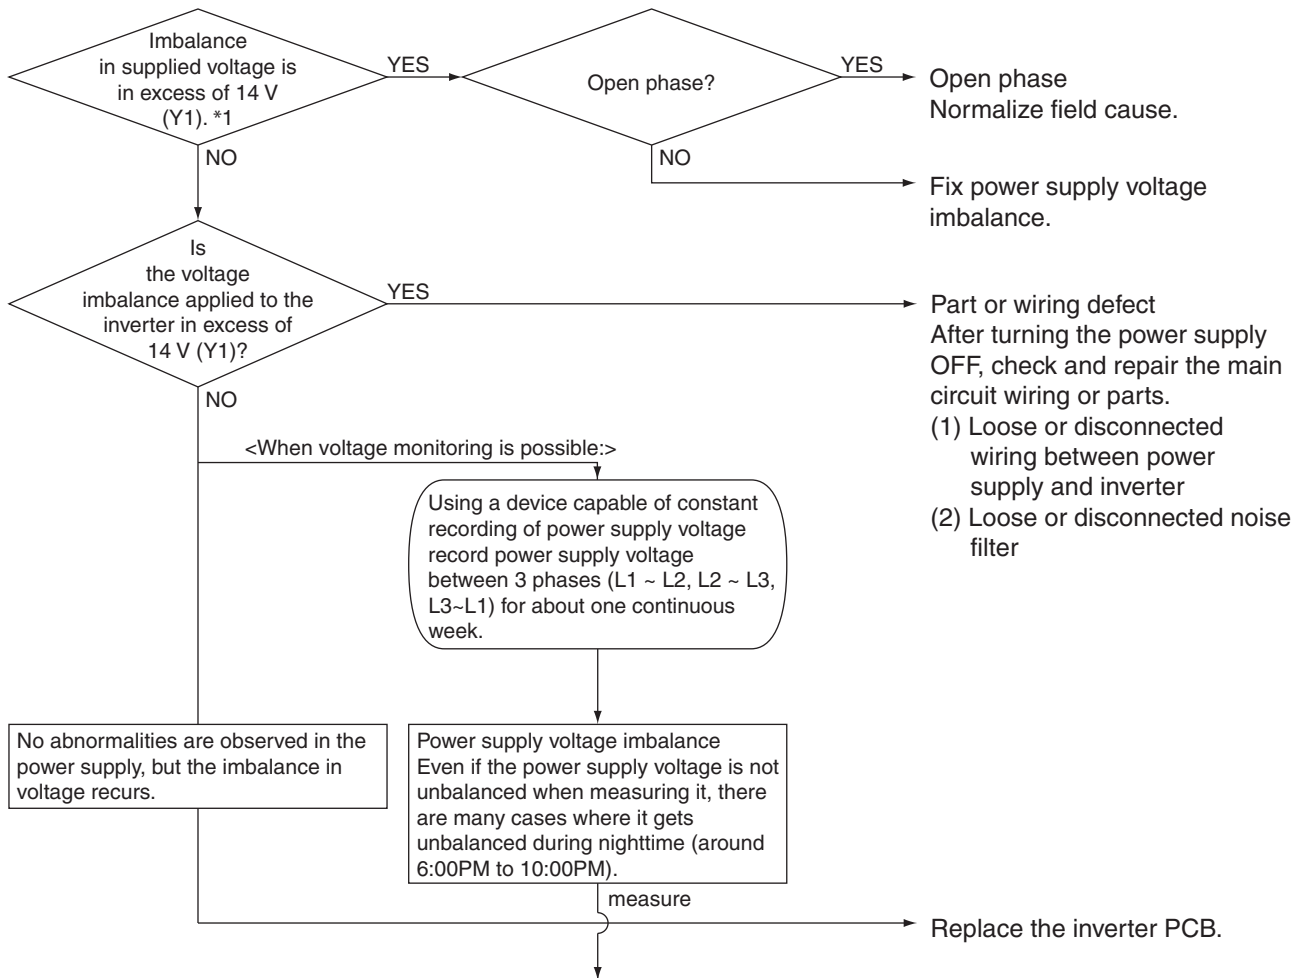 Imbalance
in supplied voltage is
in excess of 14 V
(Y1). *1
YES
Open phase?
YES
Open phase
Normalize field cause.
NO
NO
Fix power supply voltage
imbalance.
Is
the voltage
imbalance applied to the
inverter in excess of
14 V (Y1)?
YES
Part or wiring defect
After turning the power supply
OFF, check and repair the main
circuit wiring or parts.
(1) Loose or disconnected
wiring between power
supply and inverter
(2) Loose or disconnected noise
filter
NO
<When voltage monitoring is possible:>
Using a device capable of constant
recording of power supply voltage
record power supply voltage
between 3 phases (L1 ~ L2, L2 ~ L3,
L3~L1) for about one continuous
week.
No abnormalities are observed in the
power supply, but the imbalance in
voltage recurs.
Power supply voltage imbalance
Even if the power supply voltage is not
unbalanced when measuring it, there
are many cases where it gets
unbalanced during nighttime (around
6:00PM to 10:00PM).
measure
Replace the inverter PCB.